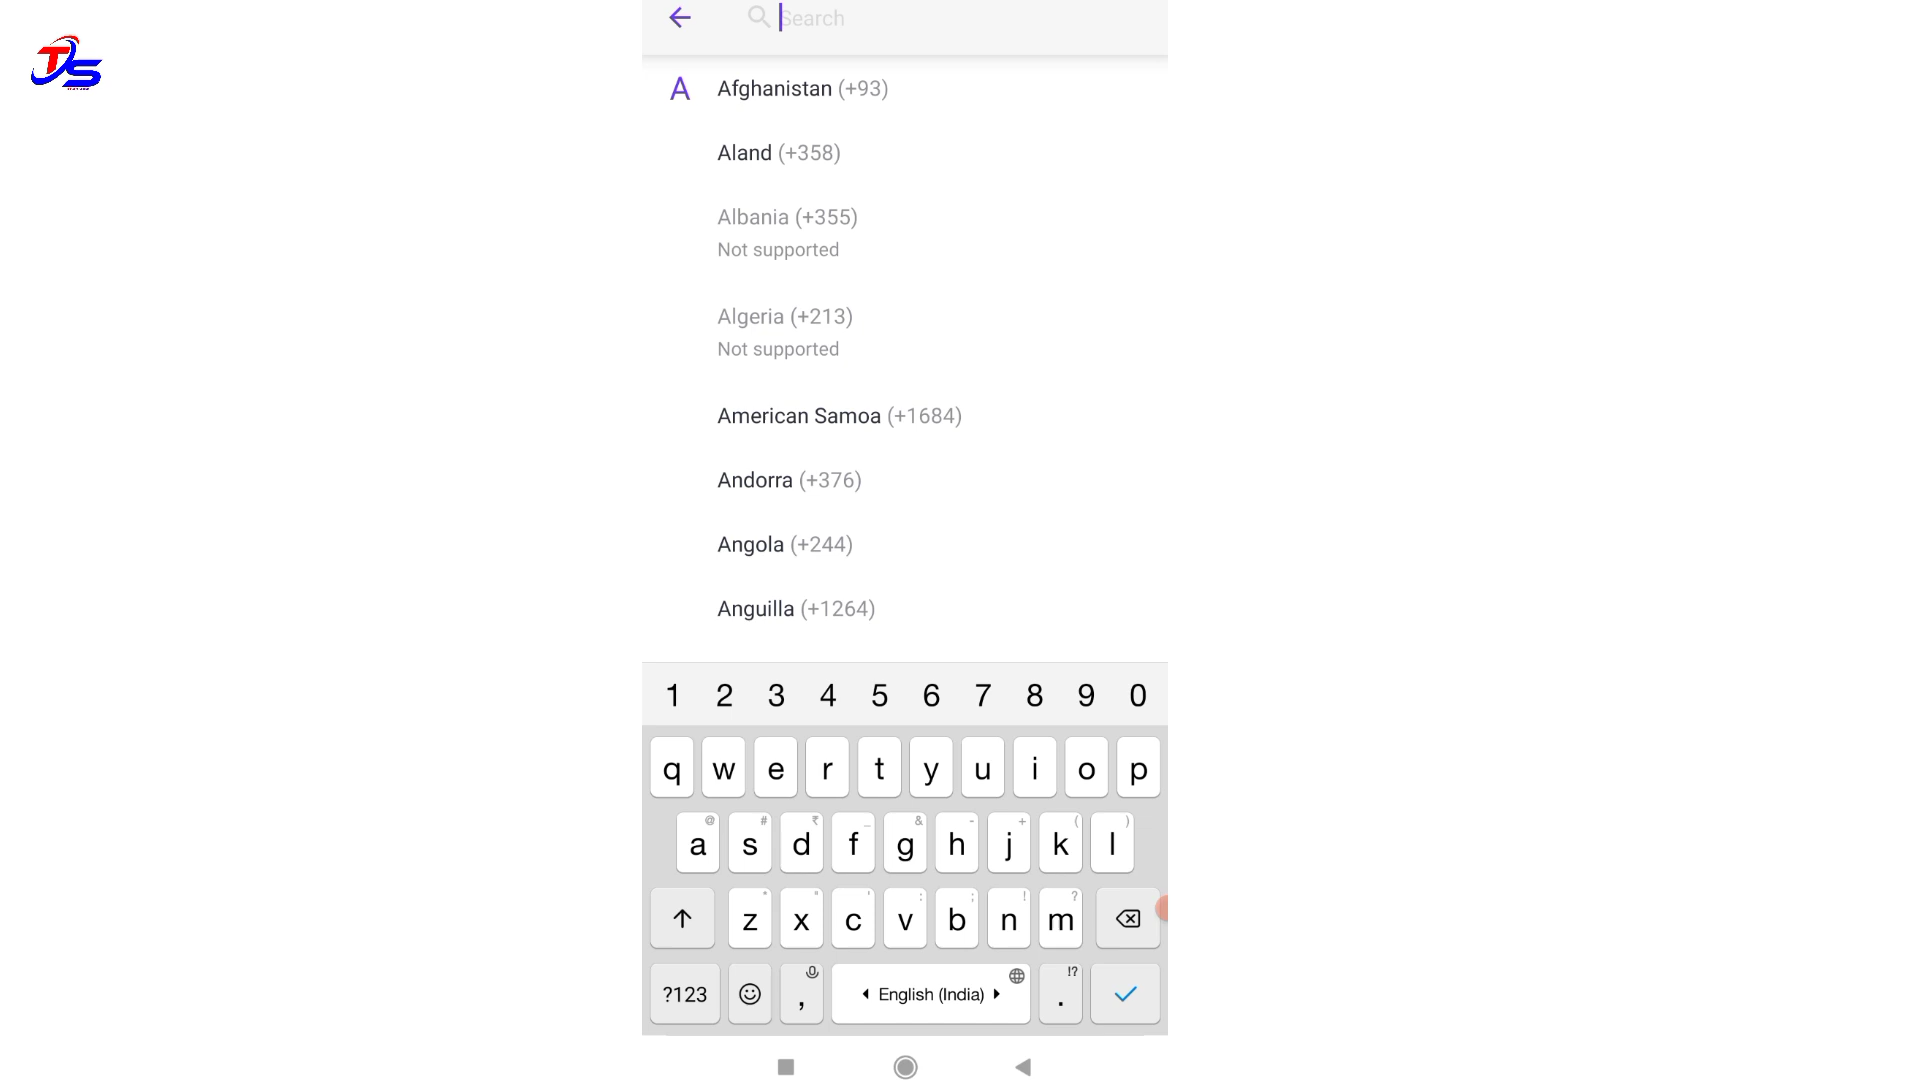 TS
Search
A Afghanistan (+93)
Aland (+358)
Albania (+355)
Not supported
Algeria (+213)
Not supported
American Samoa (+1684)
Andorra (+376)
Angola (+244)
Anguilla (+1264)
1 2 3 4 5 6 7 8 9 0
q w e r t y u i o p
@ # ₹ _ & - + ( )
a s d f g h j k l
* " ' : ; ! ?
z x c v b n m
!?
?123 , English (India) .